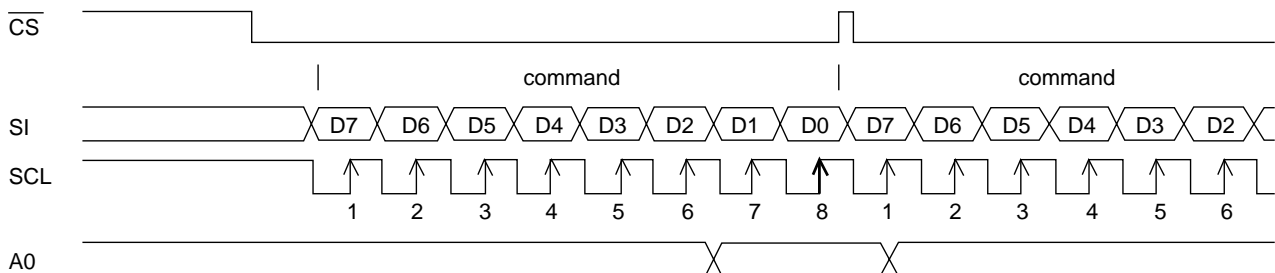 CS
| command | command
SI D7 D6 D5 D4 D3 D2 D1 D0 D7 D6 D5 D4 D3 D2
SCL
1 2 3 4 5 6 7 8 1 2 3 4 5 6
A0